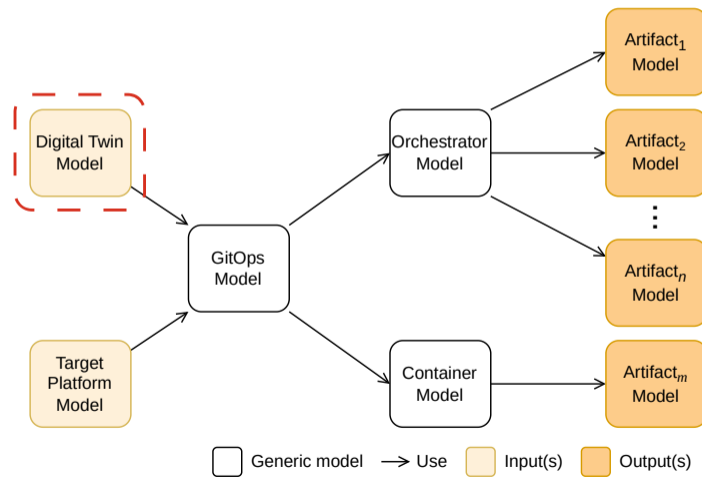 Artifact₁
Model
Digital Twin
Model
Orchestrator
Model
Artifact₂
Model
GitOps
Model
Artifactₙ
Model
Target
Platform
Model
Container
Model
Artifactₘ
Model
Generic model
Use
Input(s)
Output(s)